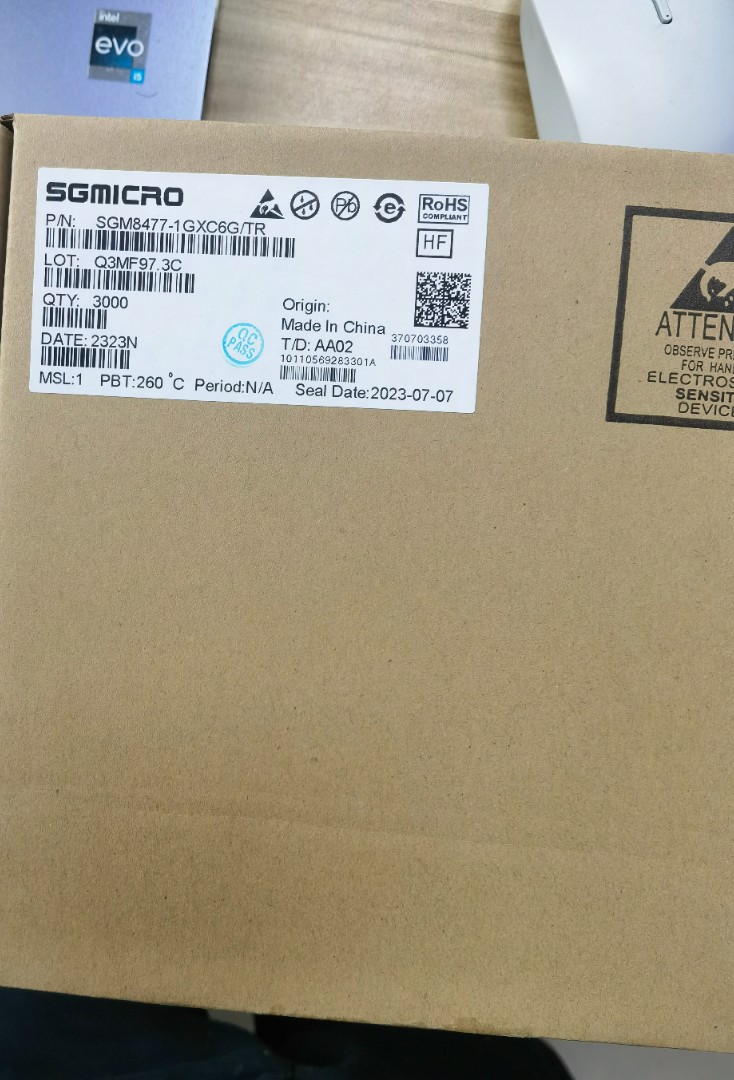 intel
evo
i5
SGMICRO
Pb
e
RoHS
COMPLIANT
P/N: SGM8477-1GXC6G/TR
HF
LOT: Q3MF97.3C
QTY: 3000
Origin:
Made In China
370703358
DATE: 2323N
QC
PASS
T/D: AA02
10110569283301A
MSL:1 PBT:260 °C Period:N/A Seal Date:2023-07-07
ATTEN
OBSERVE PR
FOR HAN
ELECTROS
SENSIT
DEVICE